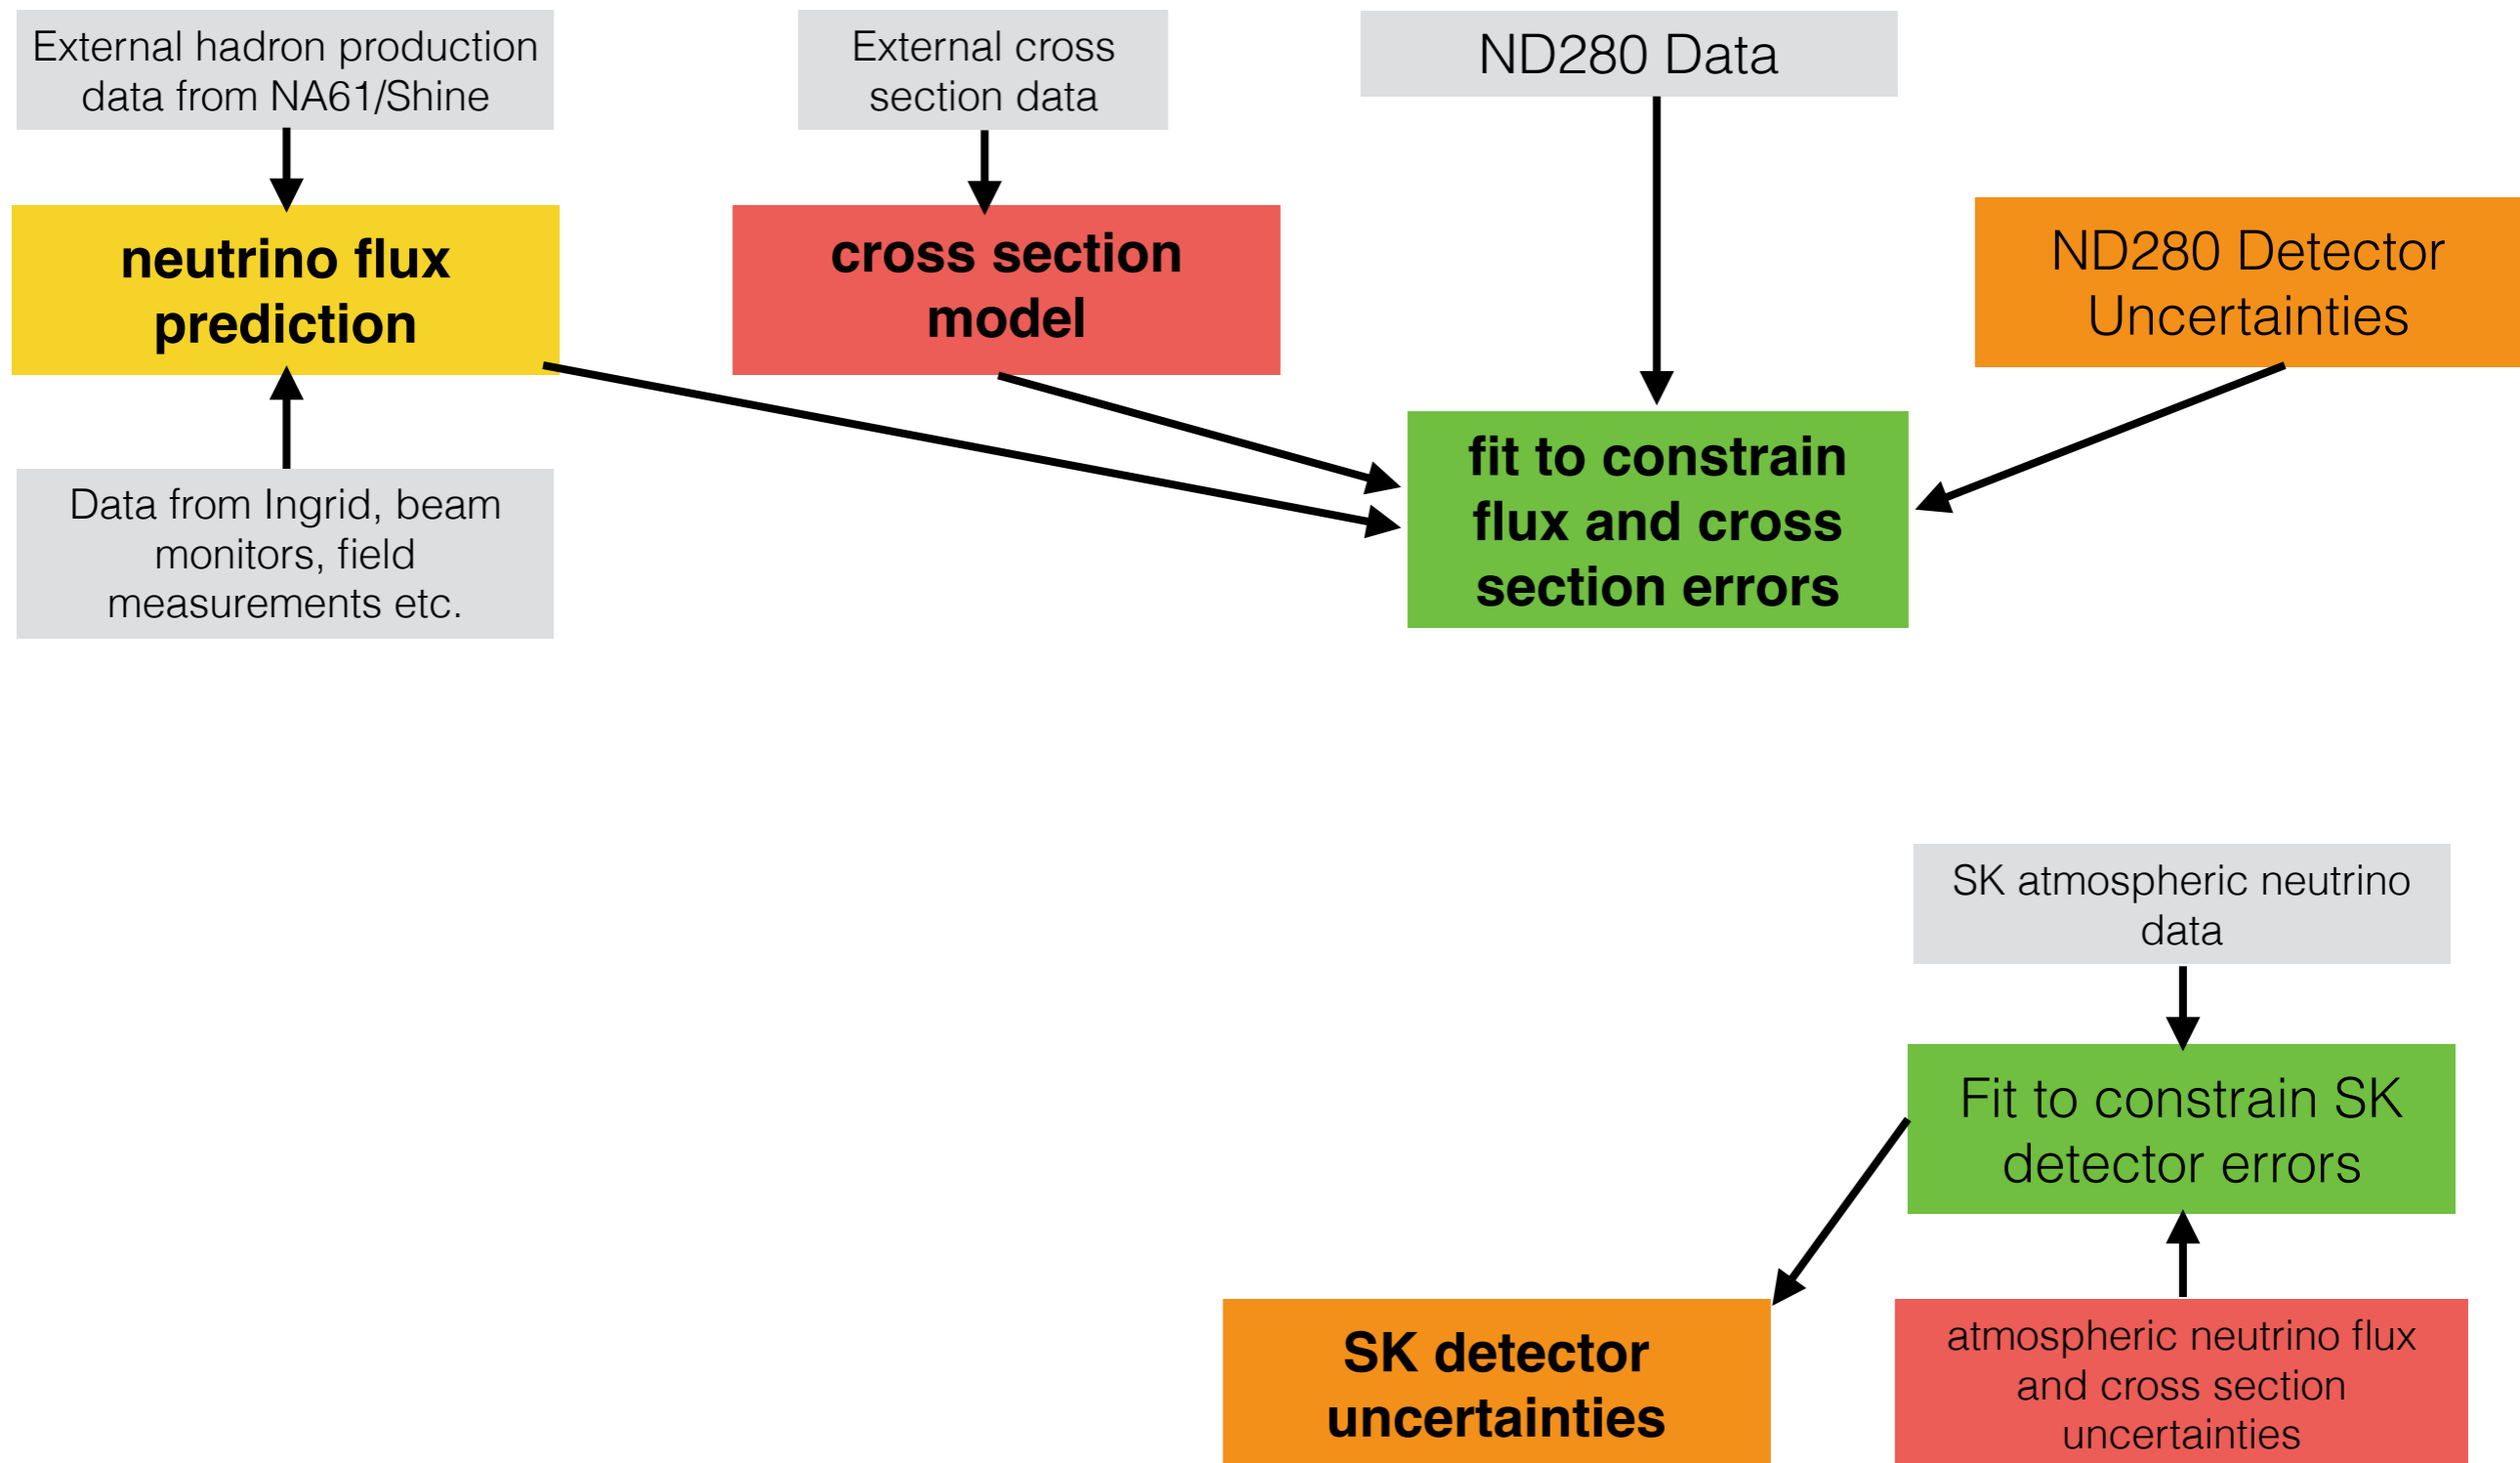 External hadron production
data from NA61/Shine
External cross
section data
ND280 Data
neutrino flux
prediction
cross section
model
ND280 Detector
Uncertainties
Data from Ingrid, beam
monitors, field
measurements etc.
fit to constrain
flux and cross
section errors
SK atmospheric neutrino
data
Fit to constrain SK
detector errors
SK detector
uncertainties
atmospheric neutrino flux
and cross section
uncertainties